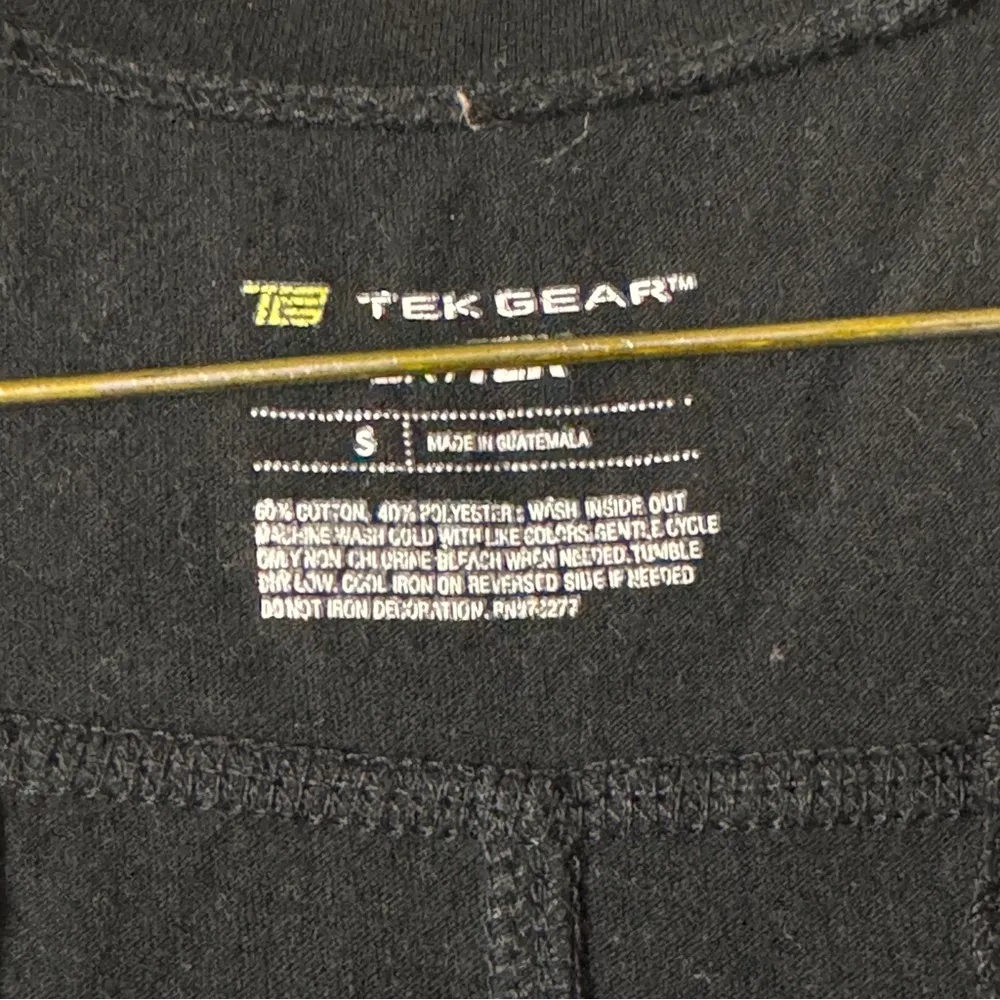 TEK GEAR™
S MADE IN GUATEMALA
60% COTTON, 40% POLYESTER; WASH INSIDE OUT
MACHINE WASH COLD WITH LIKE COLORS. GENTLE CYCLE
ONLY NON CHLORINE BLEACH WHEN NEEDED. TUMBLE
DRY LOW. COOL IRON ON REVERSED SIDE IF NEEDED
DO NOT IRON DECORATION.